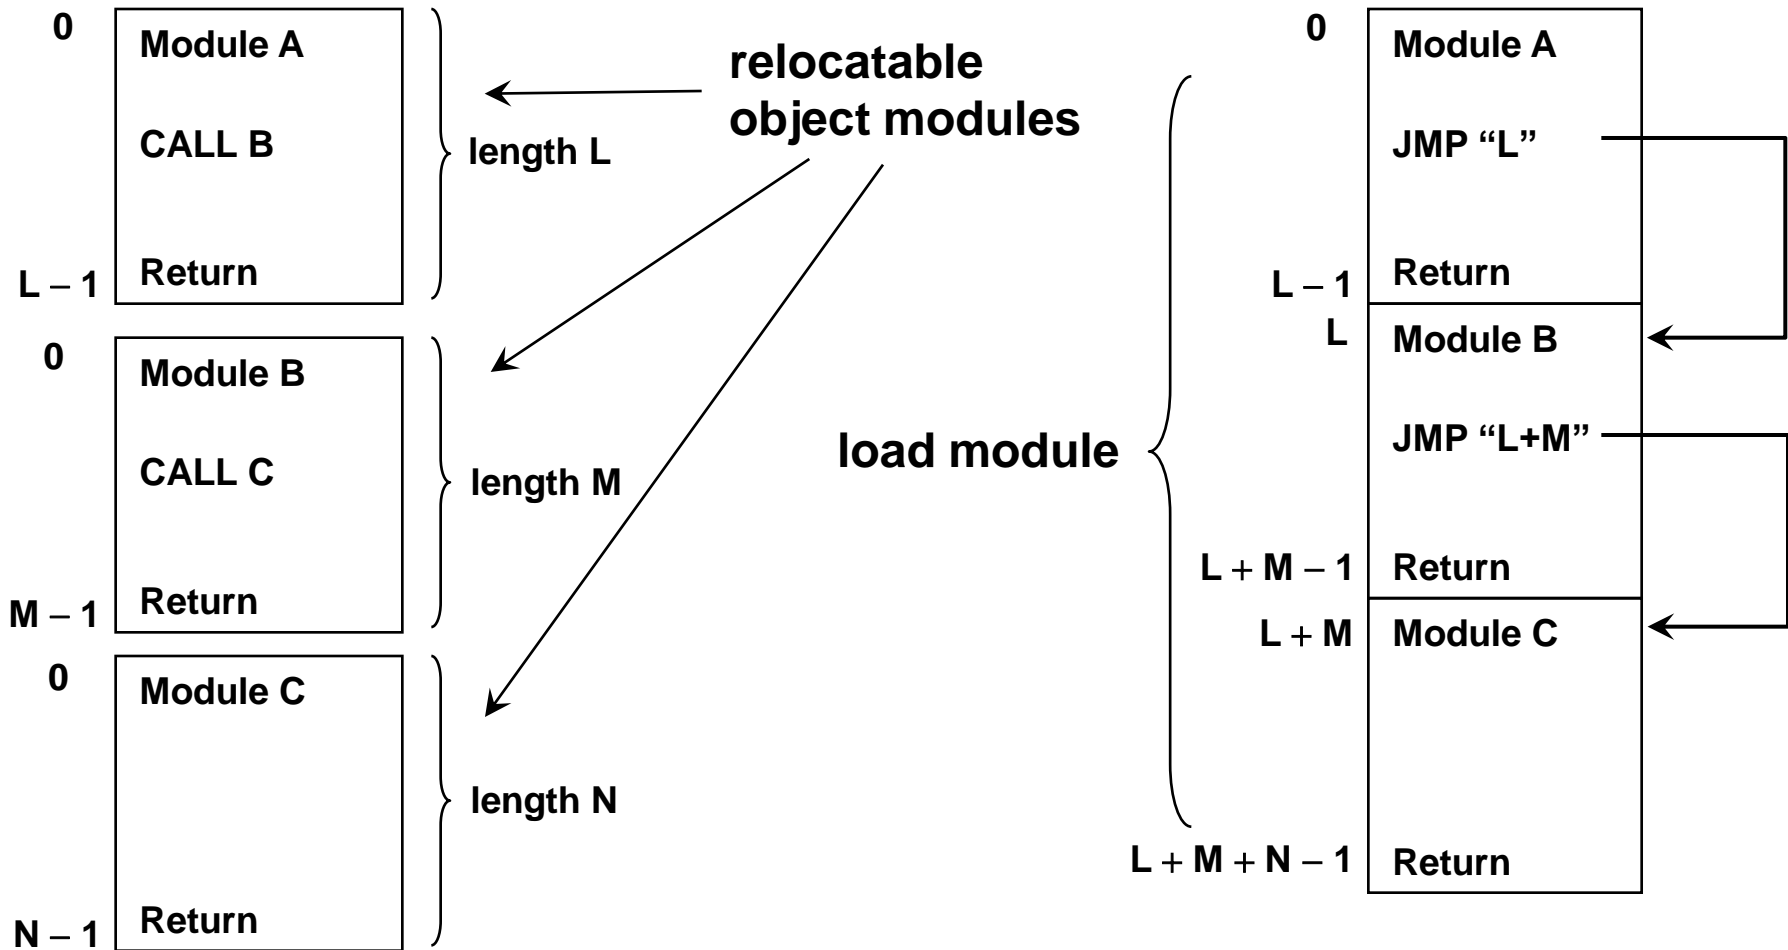 0
Module A
CALL B
Return
L – 1
length L
0
Module B
CALL C
Return
M – 1
length M
0
Module C
Return
N – 1
length N
relocatable
object modules
load module
0
Module A
JMP “L”
Return
L – 1
L
Module B
JMP “L+M”
L + M – 1
Return
L + M
Module C
L + M + N – 1
Return